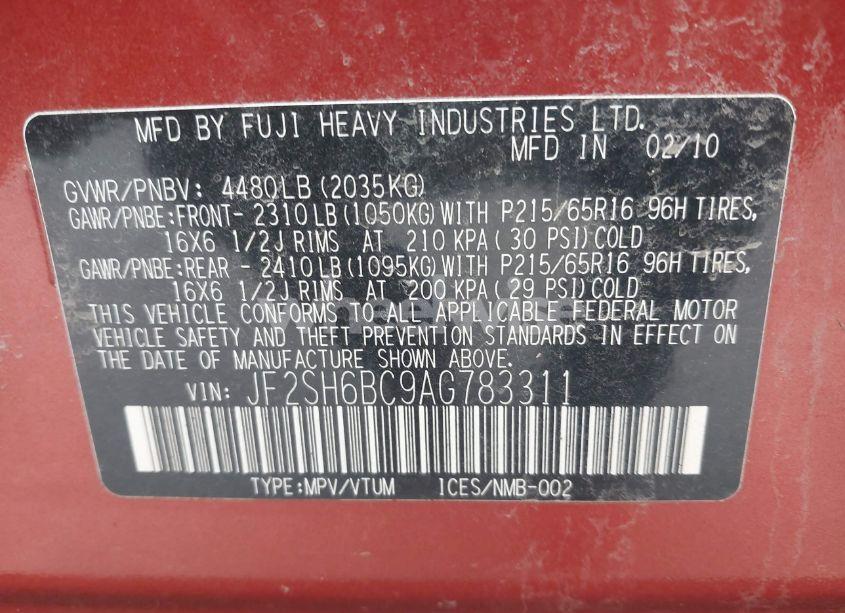 MFD BY FUJI HEAVY INDUSTRIES LTD.
MFD IN 02/10
GVWR/PNBV: 4480LB (2035KG)
GAWR/PNBE:FRONT- 2310LB (1050KG) WITH P215/65R16 96H TIRES,
16X6 1/2J RIMS AT 210 KPA ( 30 PSI) COLD
GAWR/PNBE:REAR - 2410LB (1095KG) WITH P215/65R16 96H TIRES,
16X6 1/2J RIMS AT 200 KPA ( 29 PSI) COLD
THIS VEHICLE CONFORMS TO ALL APPLICABLE FEDERAL MOTOR
VEHICLE SAFETY AND THEFT PREVENTION STANDARDS IN EFFECT ON
THE DATE OF MANUFACTURE SHOWN ABOVE.
VIN: JF2SH6BC9AG783311
TYPE:MPV/VTUM ICES/NMB-002